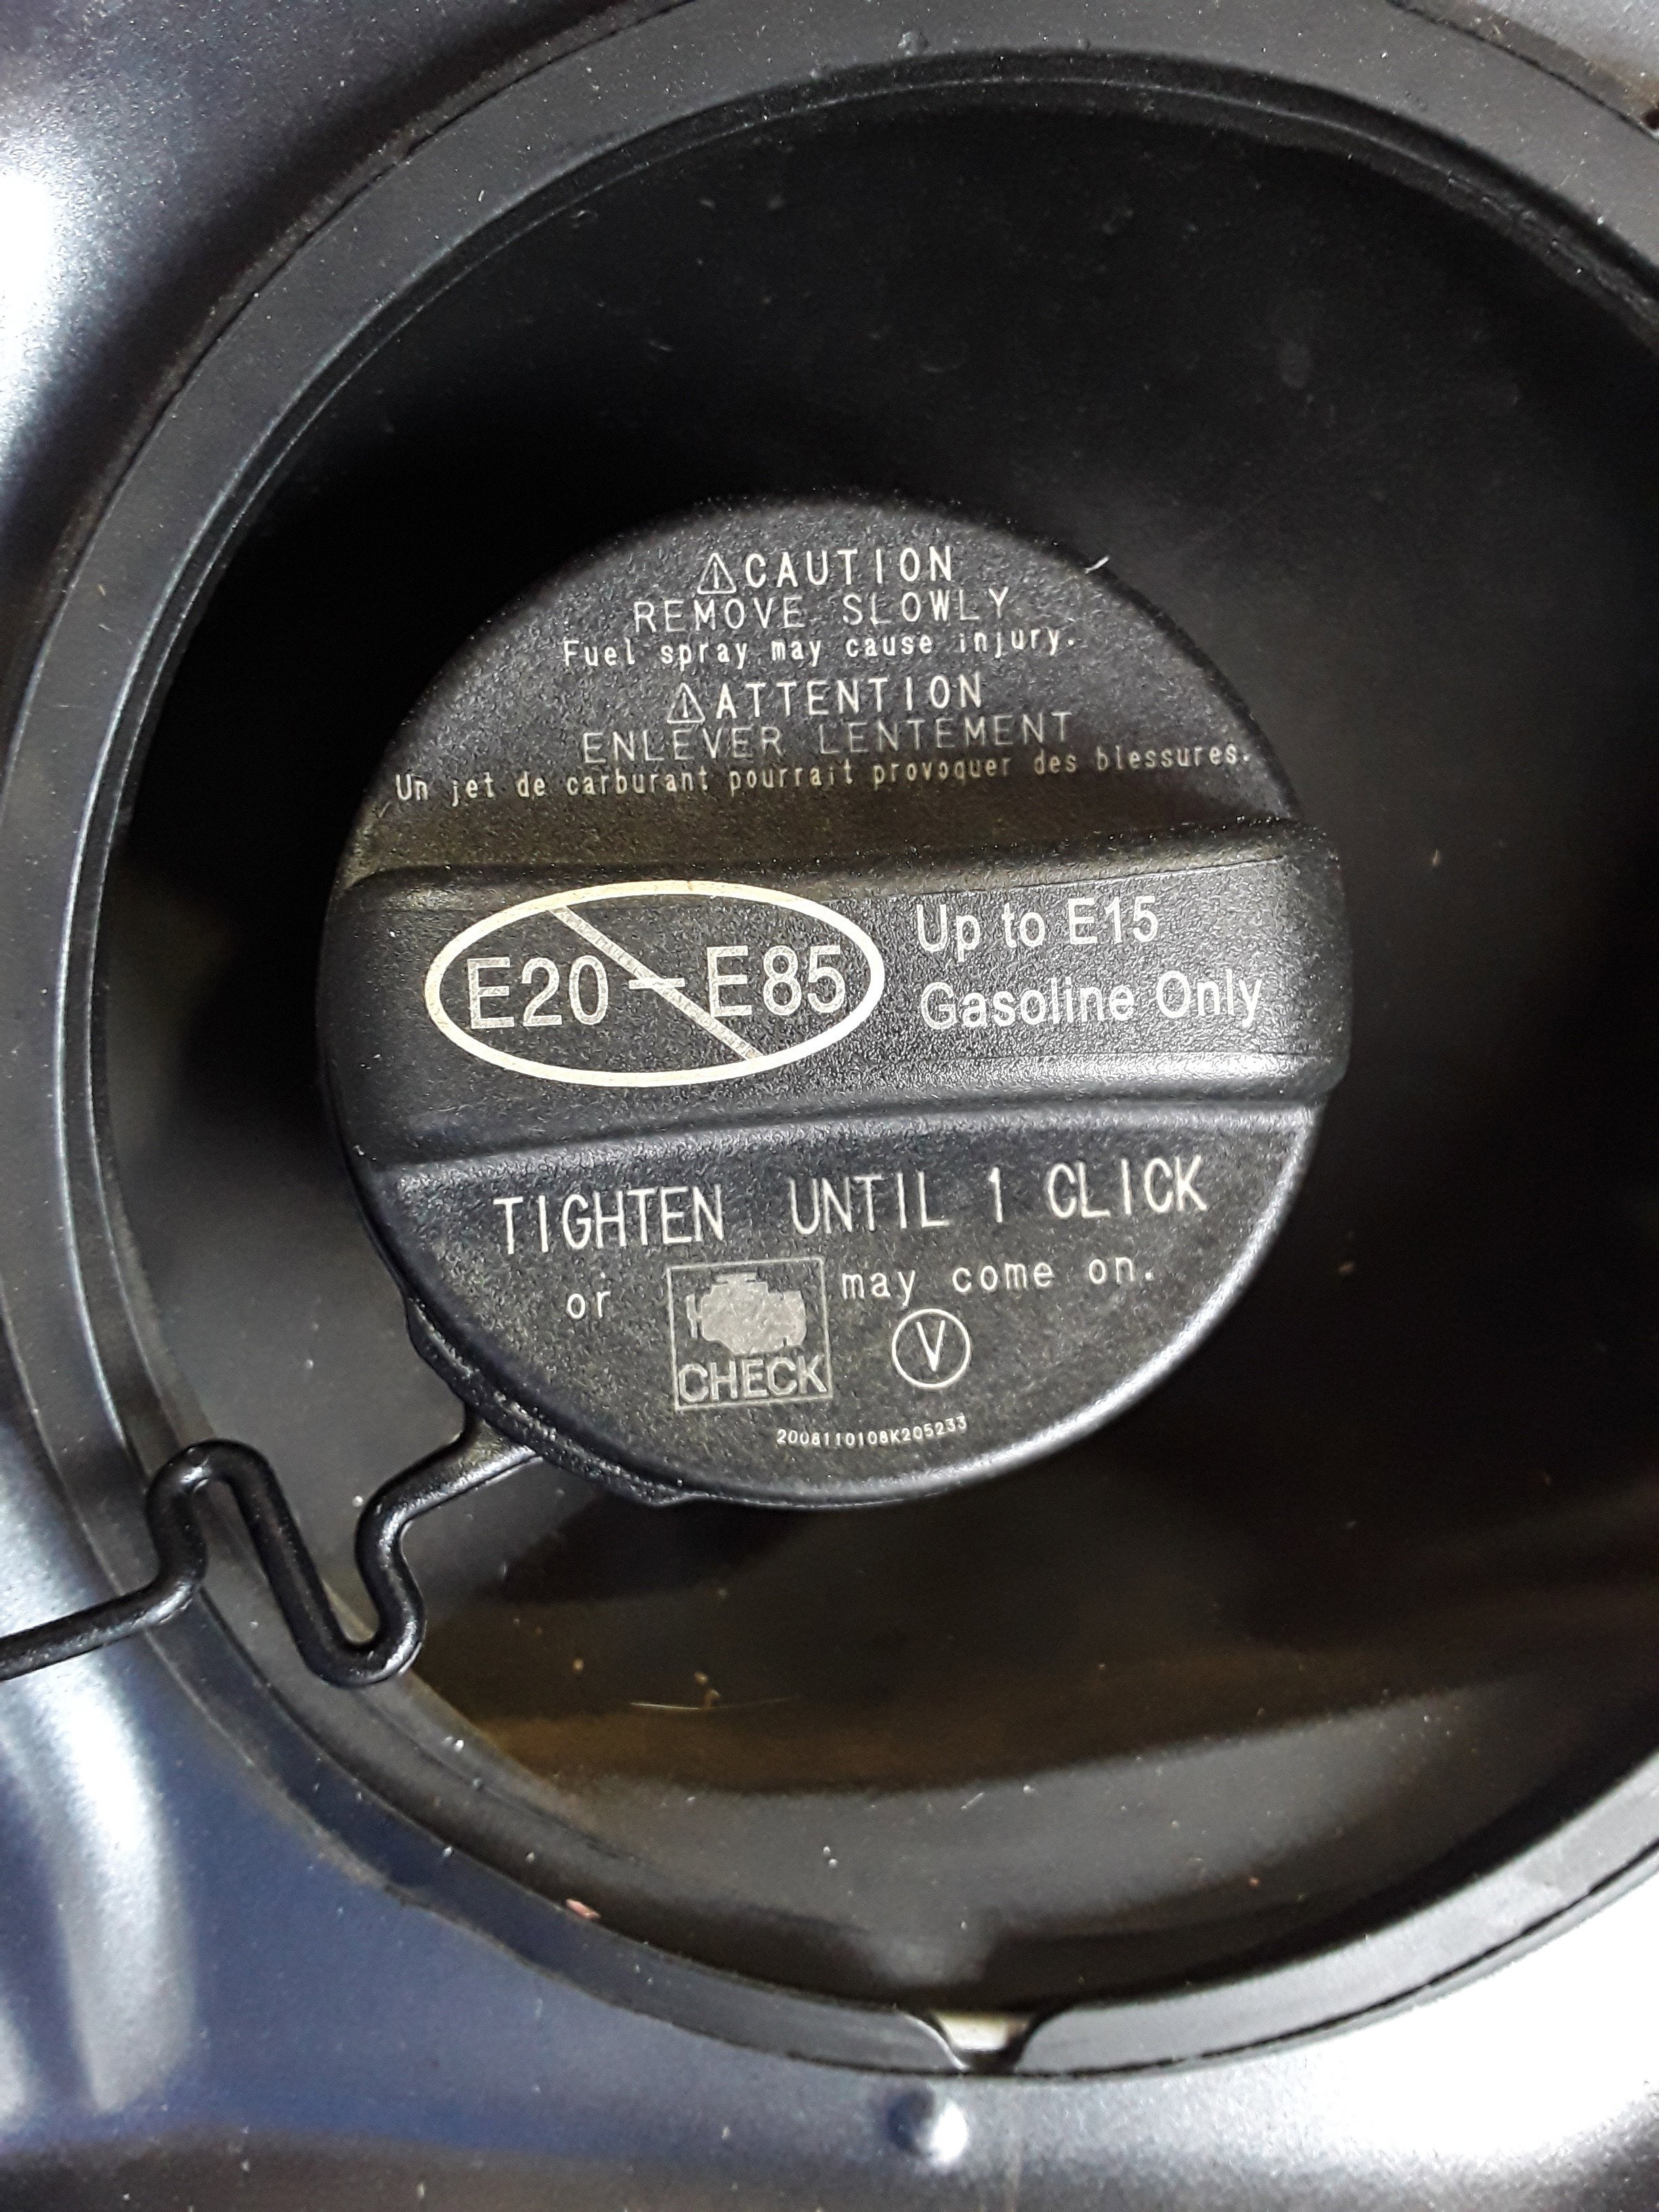 ⚠CAUTION
REMOVE SLOWLY
Fuel spray may cause injury.
⚠ATTENTION
ENLEVER LENTEMENT
Un jet de carburant pourrait provoquer des blessures.
E20-E85
Up to E15
Gasoline Only
TIGHTEN UNTIL 1 CLICK
or CHECK may come on.
V
2008110108K205233